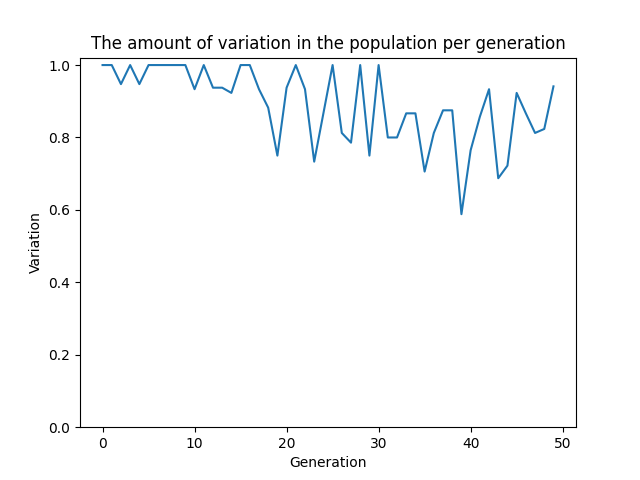 The amount of variation in the population per generation
1.0
0.8
0.6
0.4
0.2
0.0
Variation
0 10 20 30 40 50
Generation